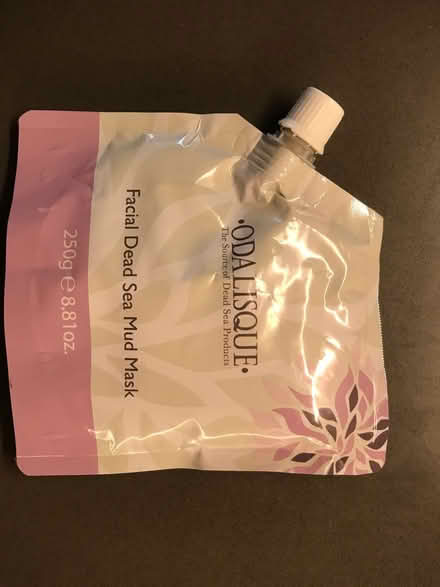 •ODALISQUE•
The Source of Dead Sea Products
Facial Dead Sea Mud Mask
250g e 8.81oz.